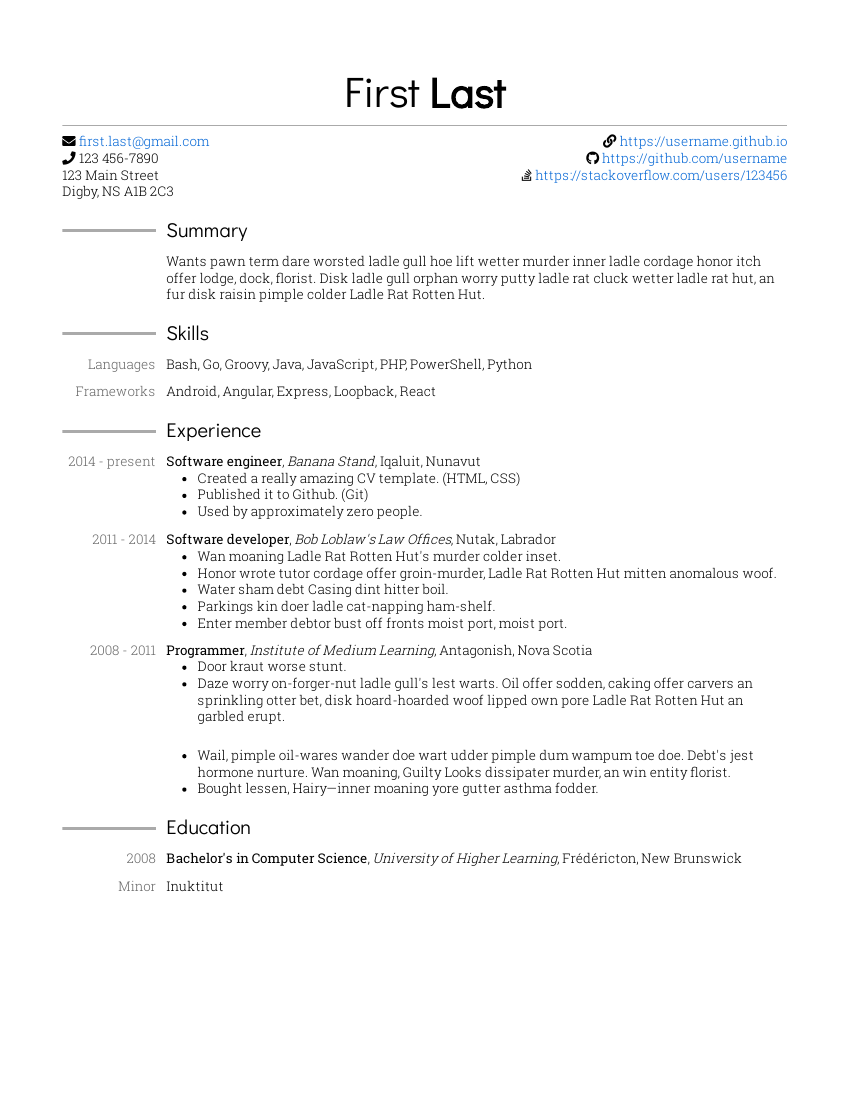 First Last
first.last@gmail.com
123 456-7890
123 Main Street
Digby, NS A1B 2C3
https://username.github.io
https://github.com/username
https://stackoverflow.com/users/123456
Summary
Wants pawn term dare worsted ladle gull hoe lift wetter murder inner ladle cordage honor itch
offer lodge, dock, florist. Disk ladle gull orphan worry putty ladle rat cluck wetter ladle rat hut, an
fur disk raisin pimple colder Ladle Rat Rotten Hut.
Skills
Languages Bash, Go, Groovy, Java, JavaScript, PHP, PowerShell, Python
Frameworks Android, Angular, Express, Loopback, React
Experience
2014 - present Software engineer, Banana Stand, Iqaluit, Nunavut
• Created a really amazing CV template. (HTML, CSS)
• Published it to Github. (Git)
• Used by approximately zero people.
2011 - 2014 Software developer, Bob Loblaw's Law Offices, Nutak, Labrador
• Wan moaning Ladle Rat Rotten Hut's murder colder inset.
• Honor wrote tutor cordage offer groin-murder, Ladle Rat Rotten Hut mitten anomalous woof.
• Water sham debt Casing dint hitter boil.
• Parkings kin doer ladle cat-napping ham-shelf.
• Enter member debtor bust off fronts moist port, moist port.
2008 - 2011 Programmer, Institute of Medium Learning, Antagonish, Nova Scotia
• Door kraut worse stunt.
• Daze worry on-forger-nut ladle gull's lest warts. Oil offer sodden, caking offer carvers an
sprinkling otter bet, disk hoard-hoarded woof lipped own pore Ladle Rat Rotten Hut an
garbled erupt.
• Wail, pimple oil-wares wander doe wart udder pimple dum wampum toe doe. Debt's jest
hormone nurture. Wan moaning, Guilty Looks dissipater murder, an win entity florist.
• Bought lessen, Hairy—inner moaning yore gutter asthma fodder.
Education
2008 Bachelor's in Computer Science, University of Higher Learning, Frédéricton, New Brunswick
Minor Inuktitut